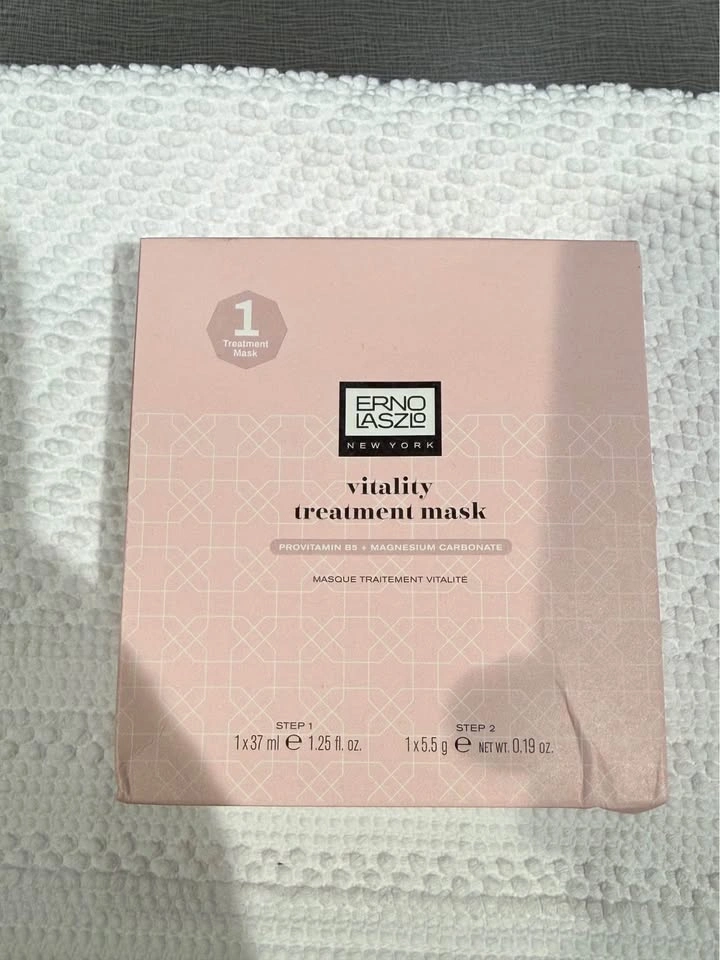 1
Treatment
Mask
ERNO
LASZLO
NEW YORK
vitality
treatment mask
PROVITAMIN B5 + MAGNESIUM CARBONATE
MASQUE TRAITEMENT VITALITÉ
STEP 1
1 x 37 ml ℮ 1.25 fl. oz.
STEP 2
1 x 5.5 g ℮ NET WT. 0.19 oz.